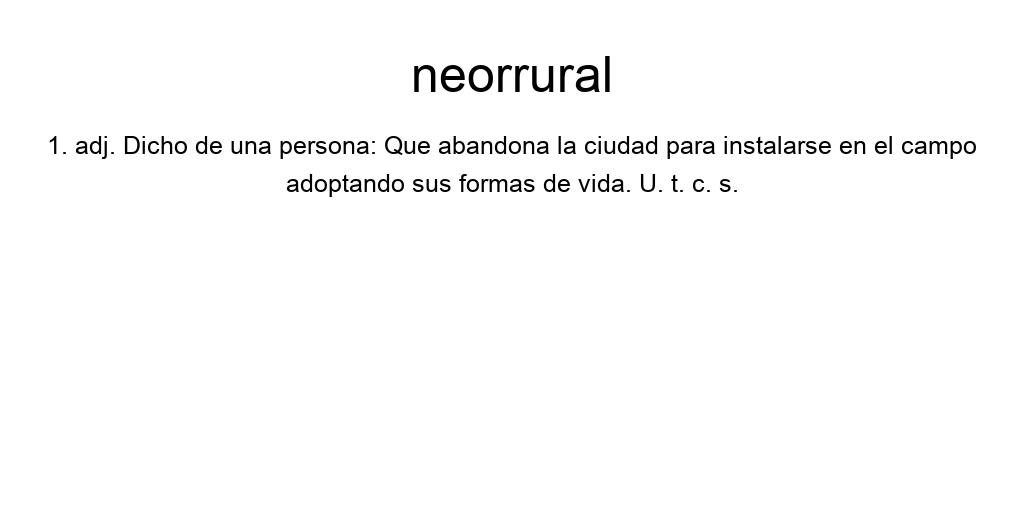 neorrural
1. adj. Dicho de una persona: Que abandona la ciudad para instalarse en el campo
adoptando sus formas de vida. U. t. c. s.